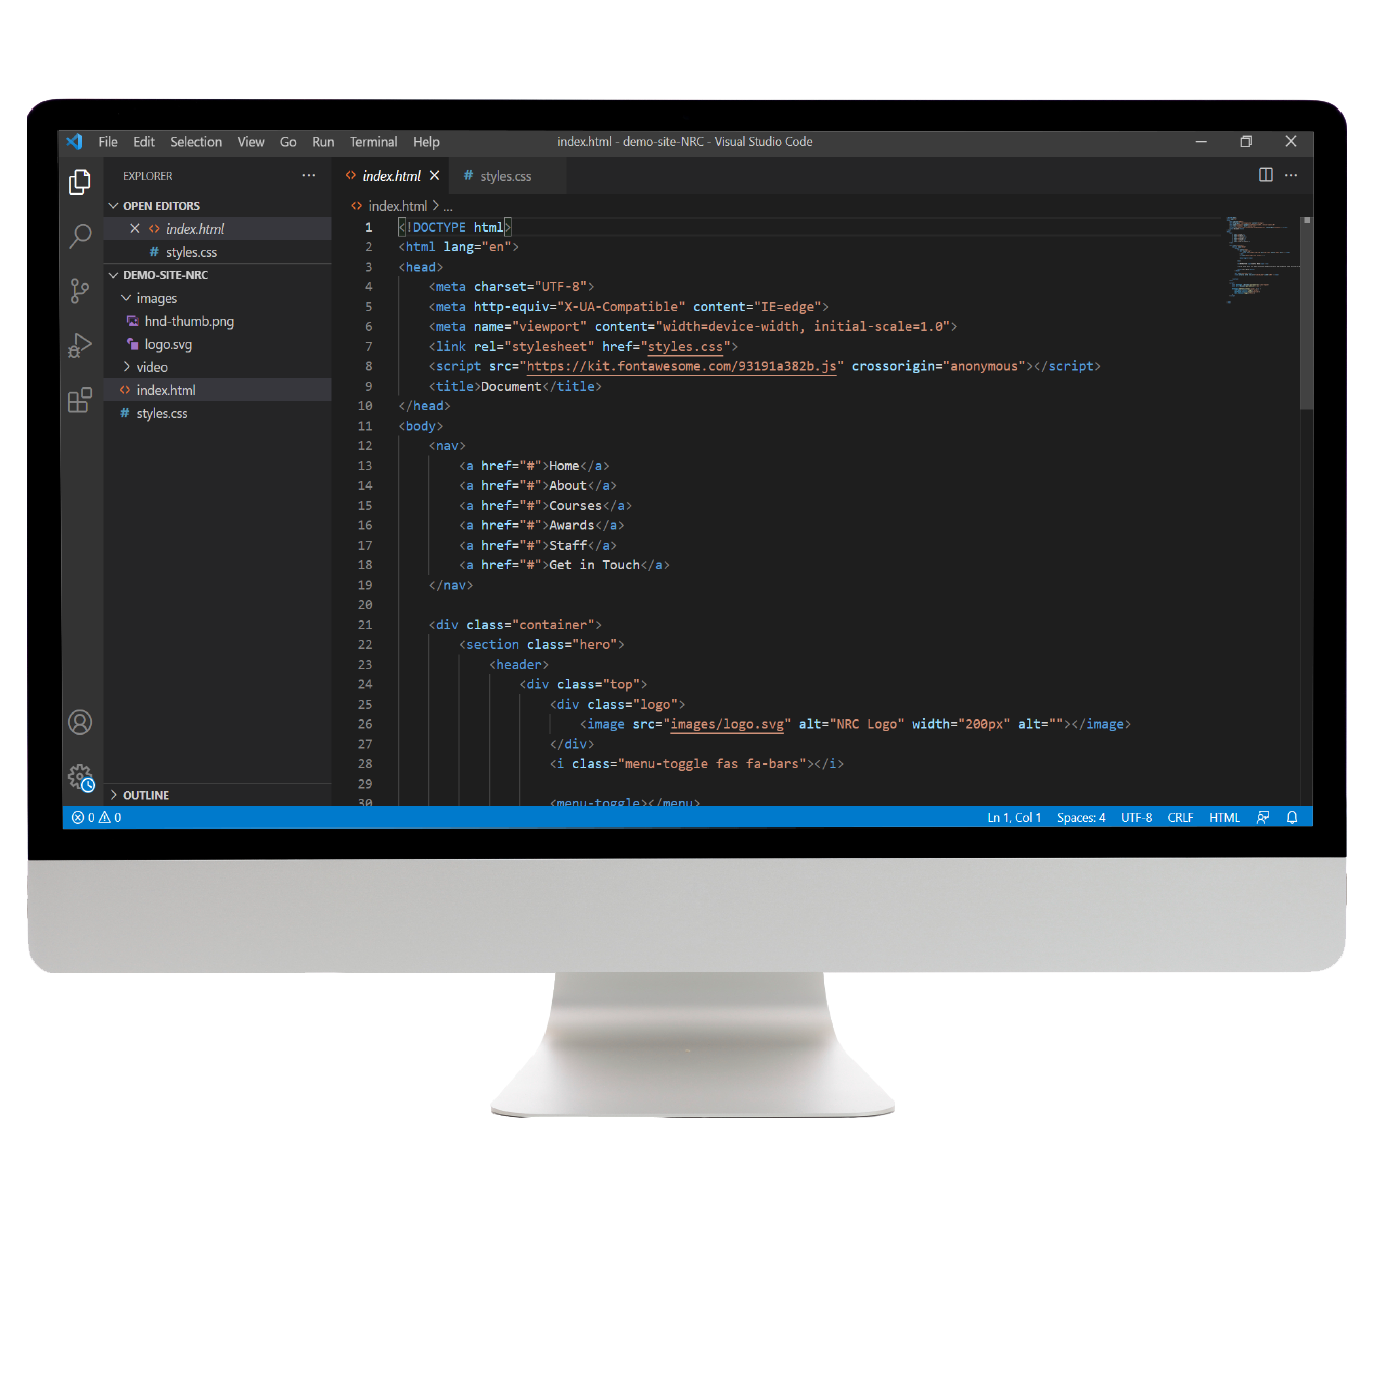 File Edit Selection View Go Run Terminal Help index.html - demo-site-NRC - Visual Studio Code
EXPLORER
OPEN EDITORS
index.html
# styles.css
DEMO-SITE-NRC
images
hnd-thumb.png
logo.svg
video
index.html
# styles.css
OUTLINE
index.html # styles.css
index.html > ...
1 <!DOCTYPE html>
2 <html lang="en">
3 <head>
4 <meta charset="UTF-8">
5 <meta http-equiv="X-UA-Compatible" content="IE=edge">
6 <meta name="viewport" content="width=device-width, initial-scale=1.0">
7 <link rel="stylesheet" href="styles.css">
8 <script src="https://kit.fontawesome.com/93191a382b.js" crossorigin="anonymous"></script>
9 <title>Document</title>
10 </head>
11 <body>
12 <nav>
13 <a href="#">Home</a>
14 <a href="#">About</a>
15 <a href="#">Courses</a>
16 <a href="#">Awards</a>
17 <a href="#">Staff</a>
18 <a href="#">Get in Touch</a>
19 </nav>
20
21 <div class="container">
22 <section class="hero">
23 <header>
24 <div class="top">
25 <div class="logo">
26 <image src="images/logo.svg" alt="NRC Logo" width="200px" alt=""></image>
27 </div>
28 <i class="menu-toggle fas fa-bars"></i>
29
30 <menu-toggle></menu>
0 0 Ln 1, Col 1 Spaces: 4 UTF-8 CRLF HTML